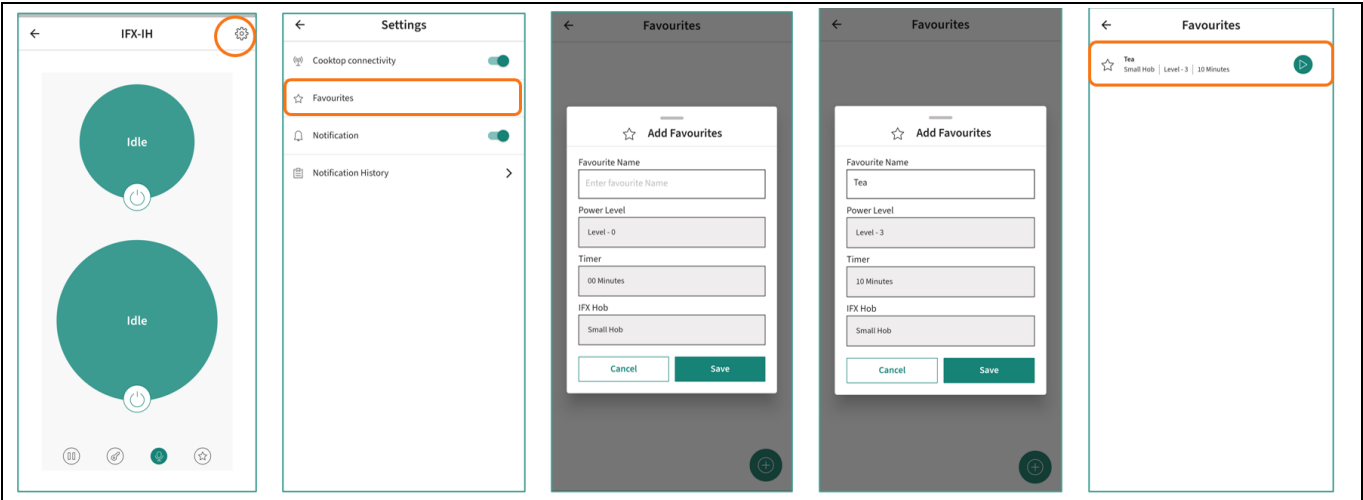 IFX-IH
Idle
Idle
Settings
Cooktop connectivity
Favourites
Notification
Notification History
Favourites
Add Favourites
Favourite Name
Enter favourite Name
Power Level
Level - 0
Timer
00 Minutes
IFX Hob
Small Hob
Cancel Save
Favourites
Add Favourites
Favourite Name
Tea
Power Level
Level - 3
Timer
10 Minutes
IFX Hob
Small Hob
Cancel Save
Favourites
Tea
Small Hob | Level - 3 | 10 Minutes